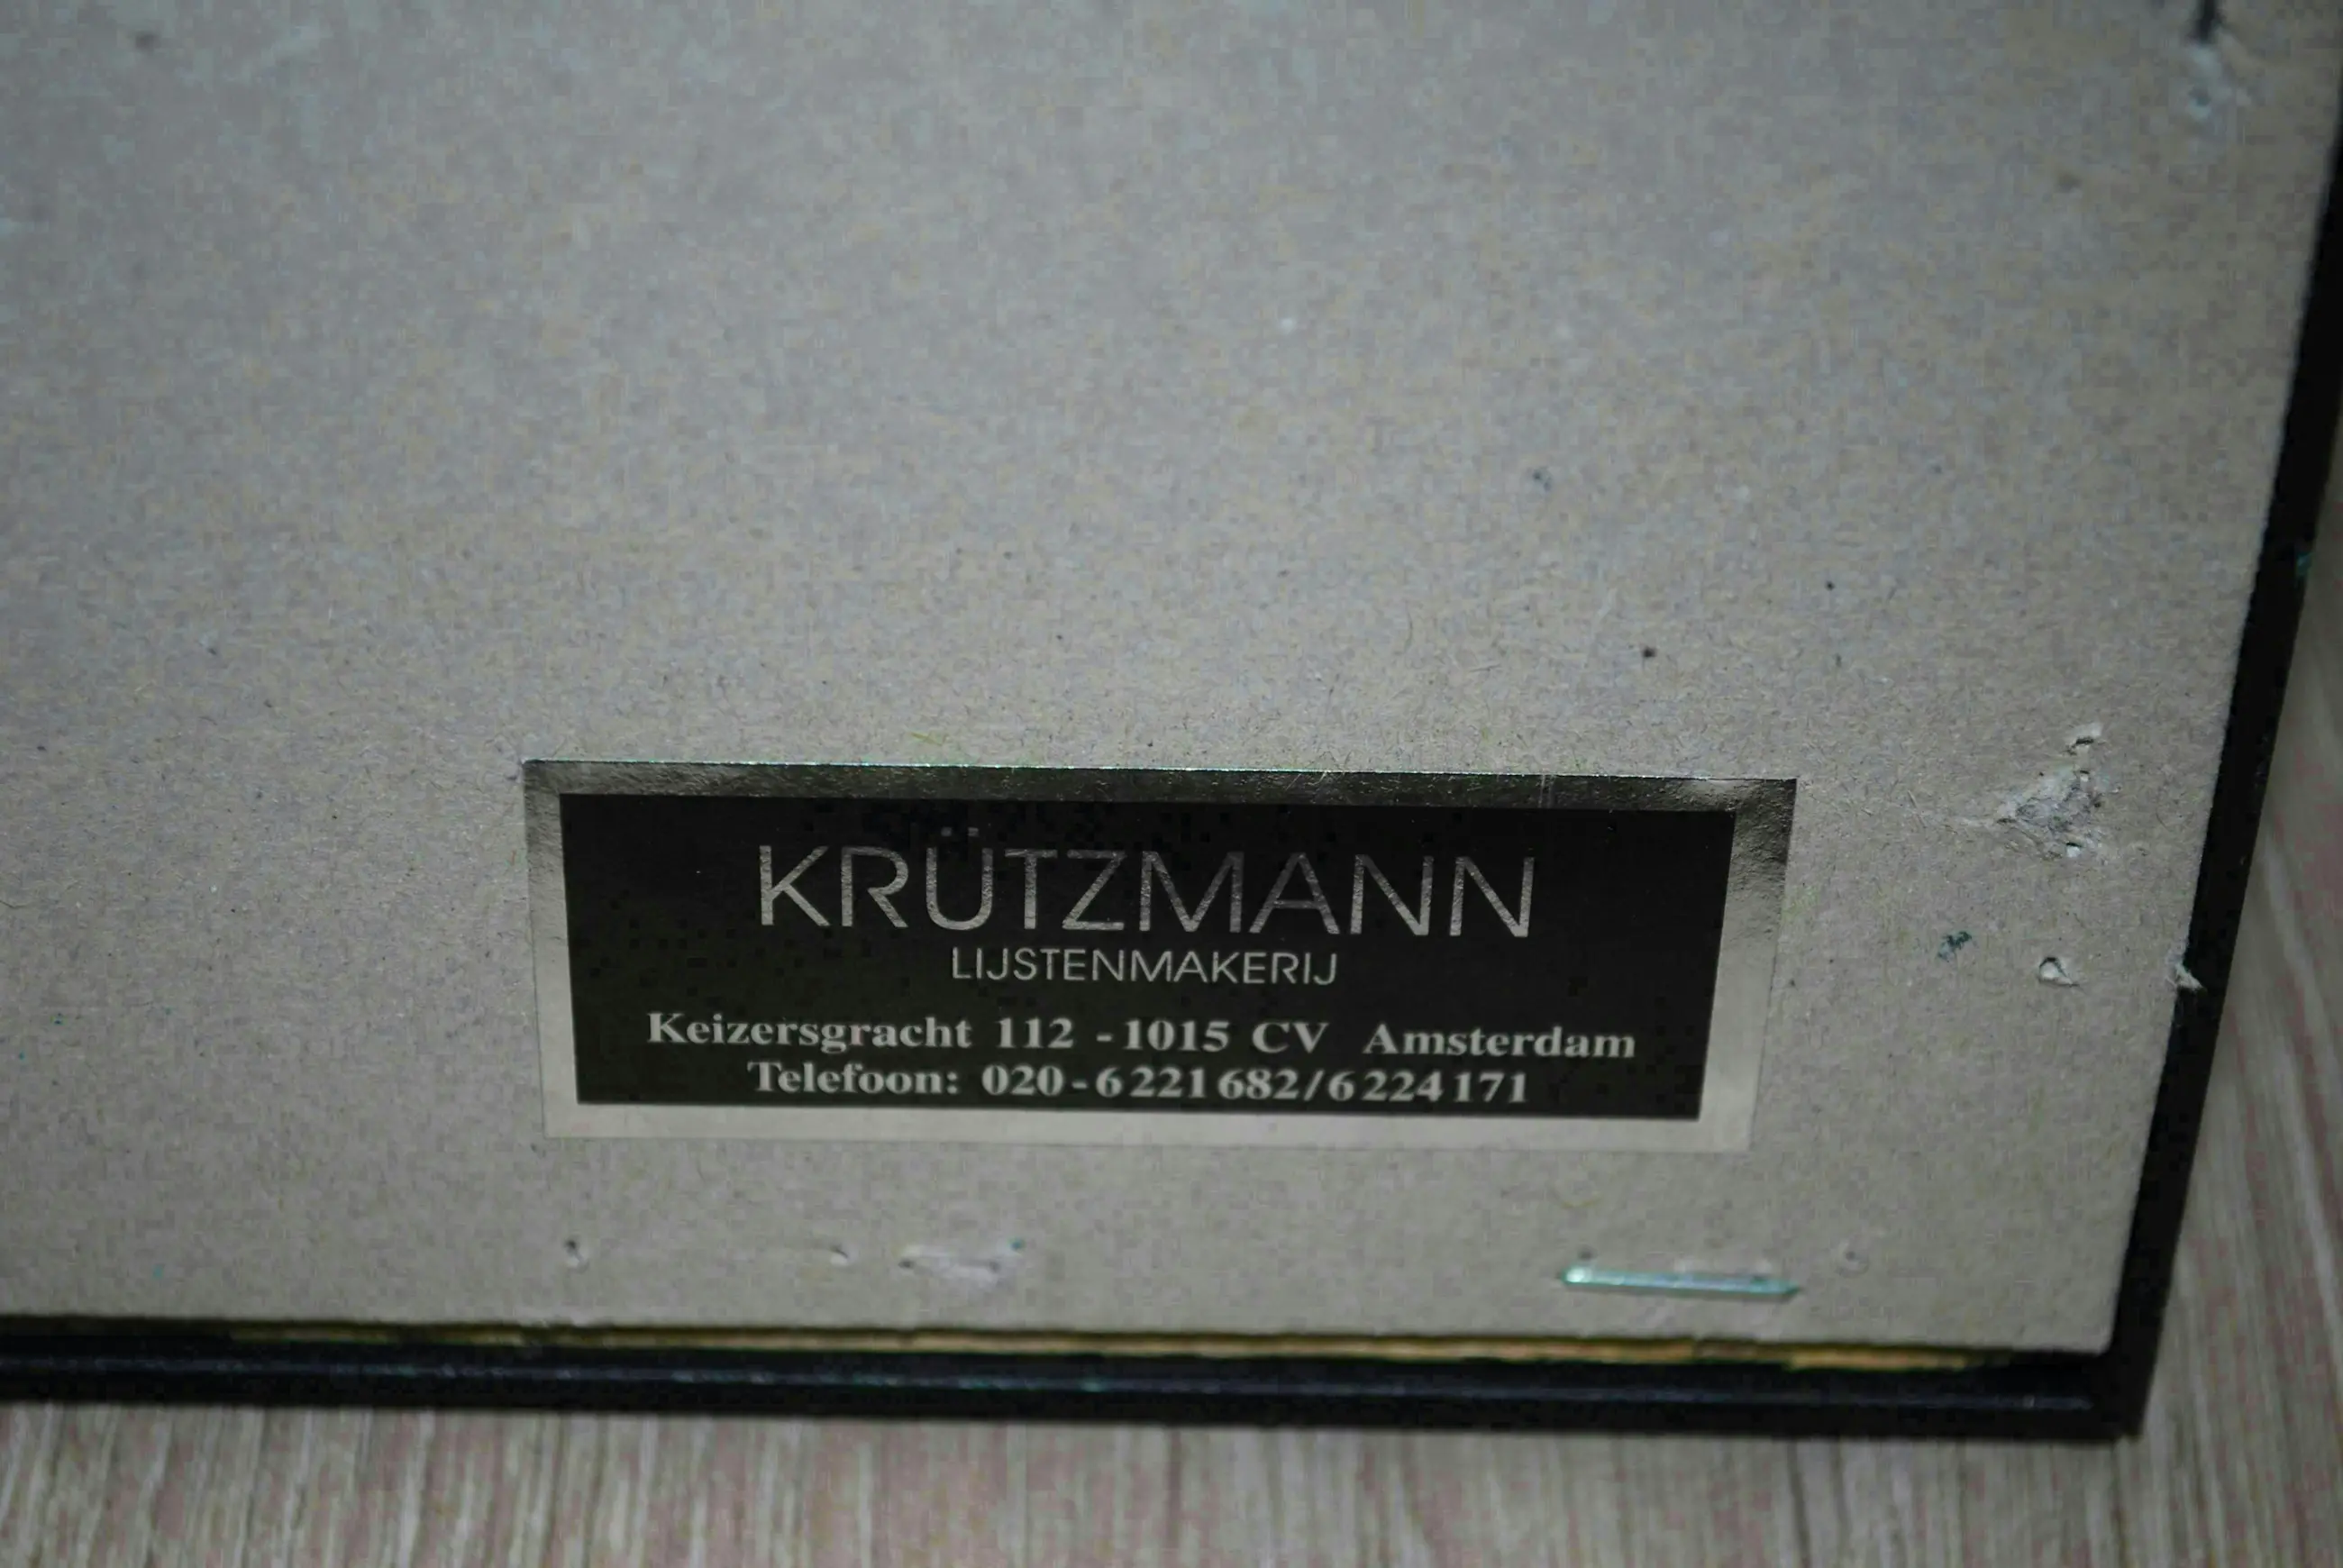 KRÜTZMANN
LIJSTENMAKERIJ
Keizersgracht 112 - 1015 CV Amsterdam
Telefoon: 020-6221682/6224171